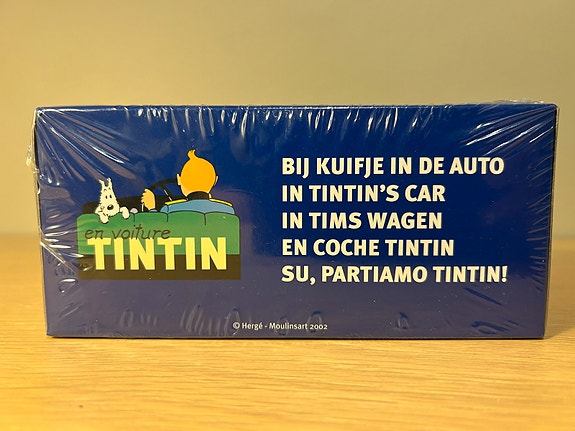 en voiture
TINTIN
BIJ KUIFJE IN DE AUTO
IN TINTIN'S CAR
IN TIMS WAGEN
EN COCHE TINTIN
SU, PARTIAMO TINTIN!
© Hergé - Moulinsart 2002